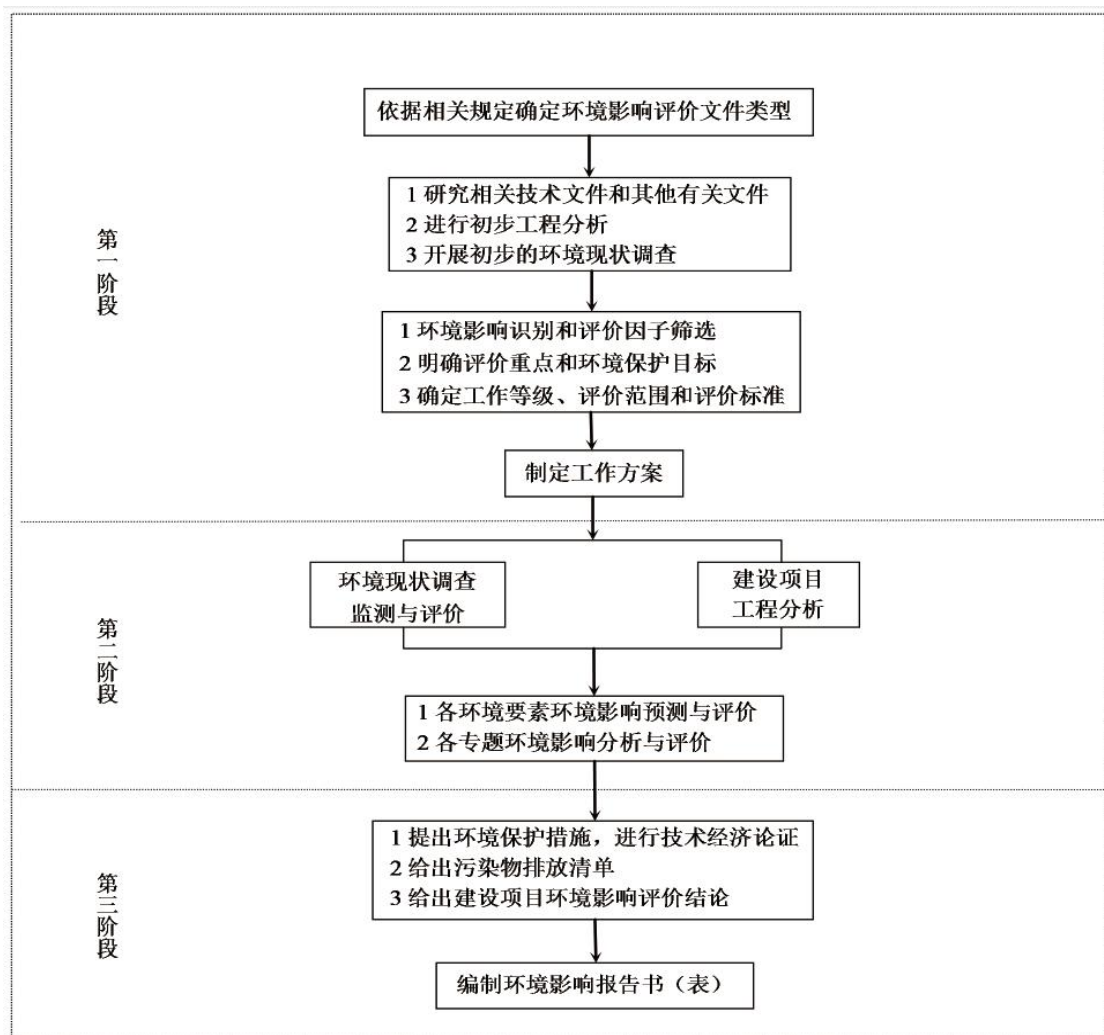 第一阶段
依据相关规定确定环境影响评价文件类型
1 研究相关技术文件和其他有关文件
2 进行初步工程分析
3 开展初步的环境现状调查
1 环境影响识别和评价因子筛选
2 明确评价重点和环境保护目标
3 确定工作等级、评价范围和评价标准
制定工作方案
第二阶段
环境现状调查
监测与评价
建设项目
工程分析
1 各环境要素环境影响预测与评价
2 各专题环境影响分析与评价
第三阶段
1 提出环境保护措施，进行技术经济论证
2 给出污染物排放清单
3 给出建设项目环境影响评价结论
编制环境影响报告书（表）